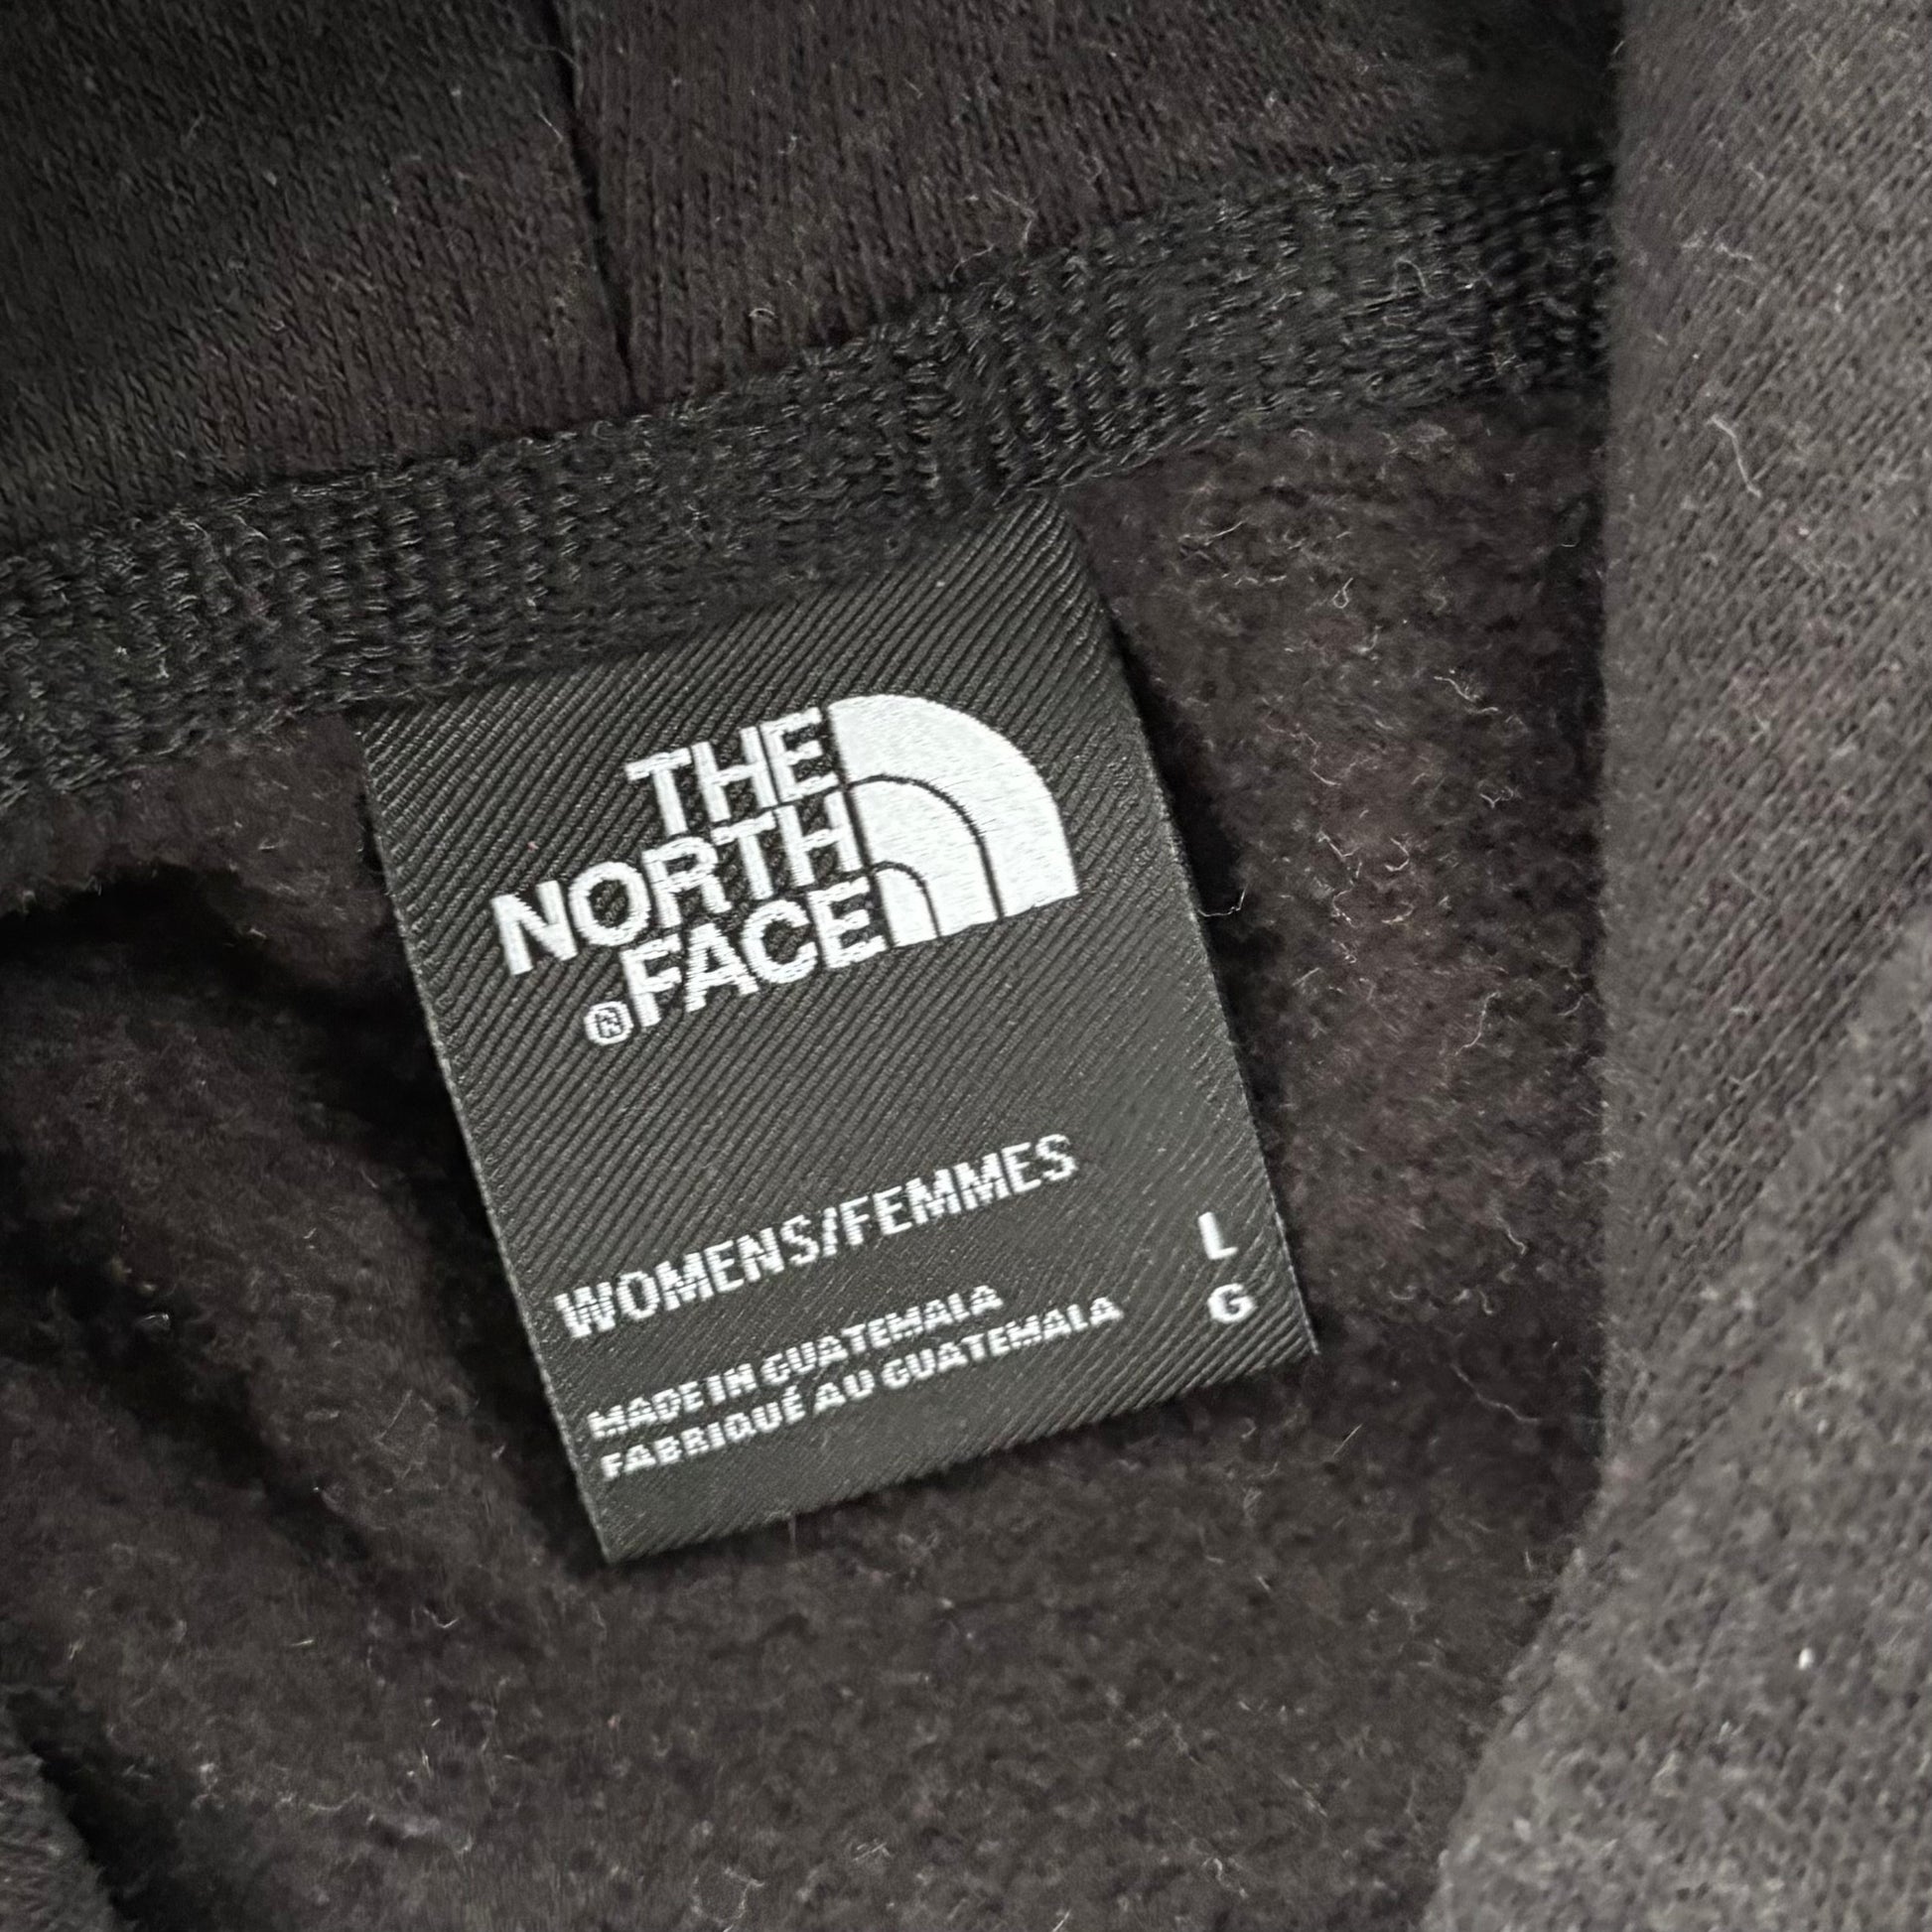 THE
NORTH
®FACE
WOMENS/FEMMES
L
MADE IN GUATEMALA
FABRIQUÉ AU GUATEMALA
G